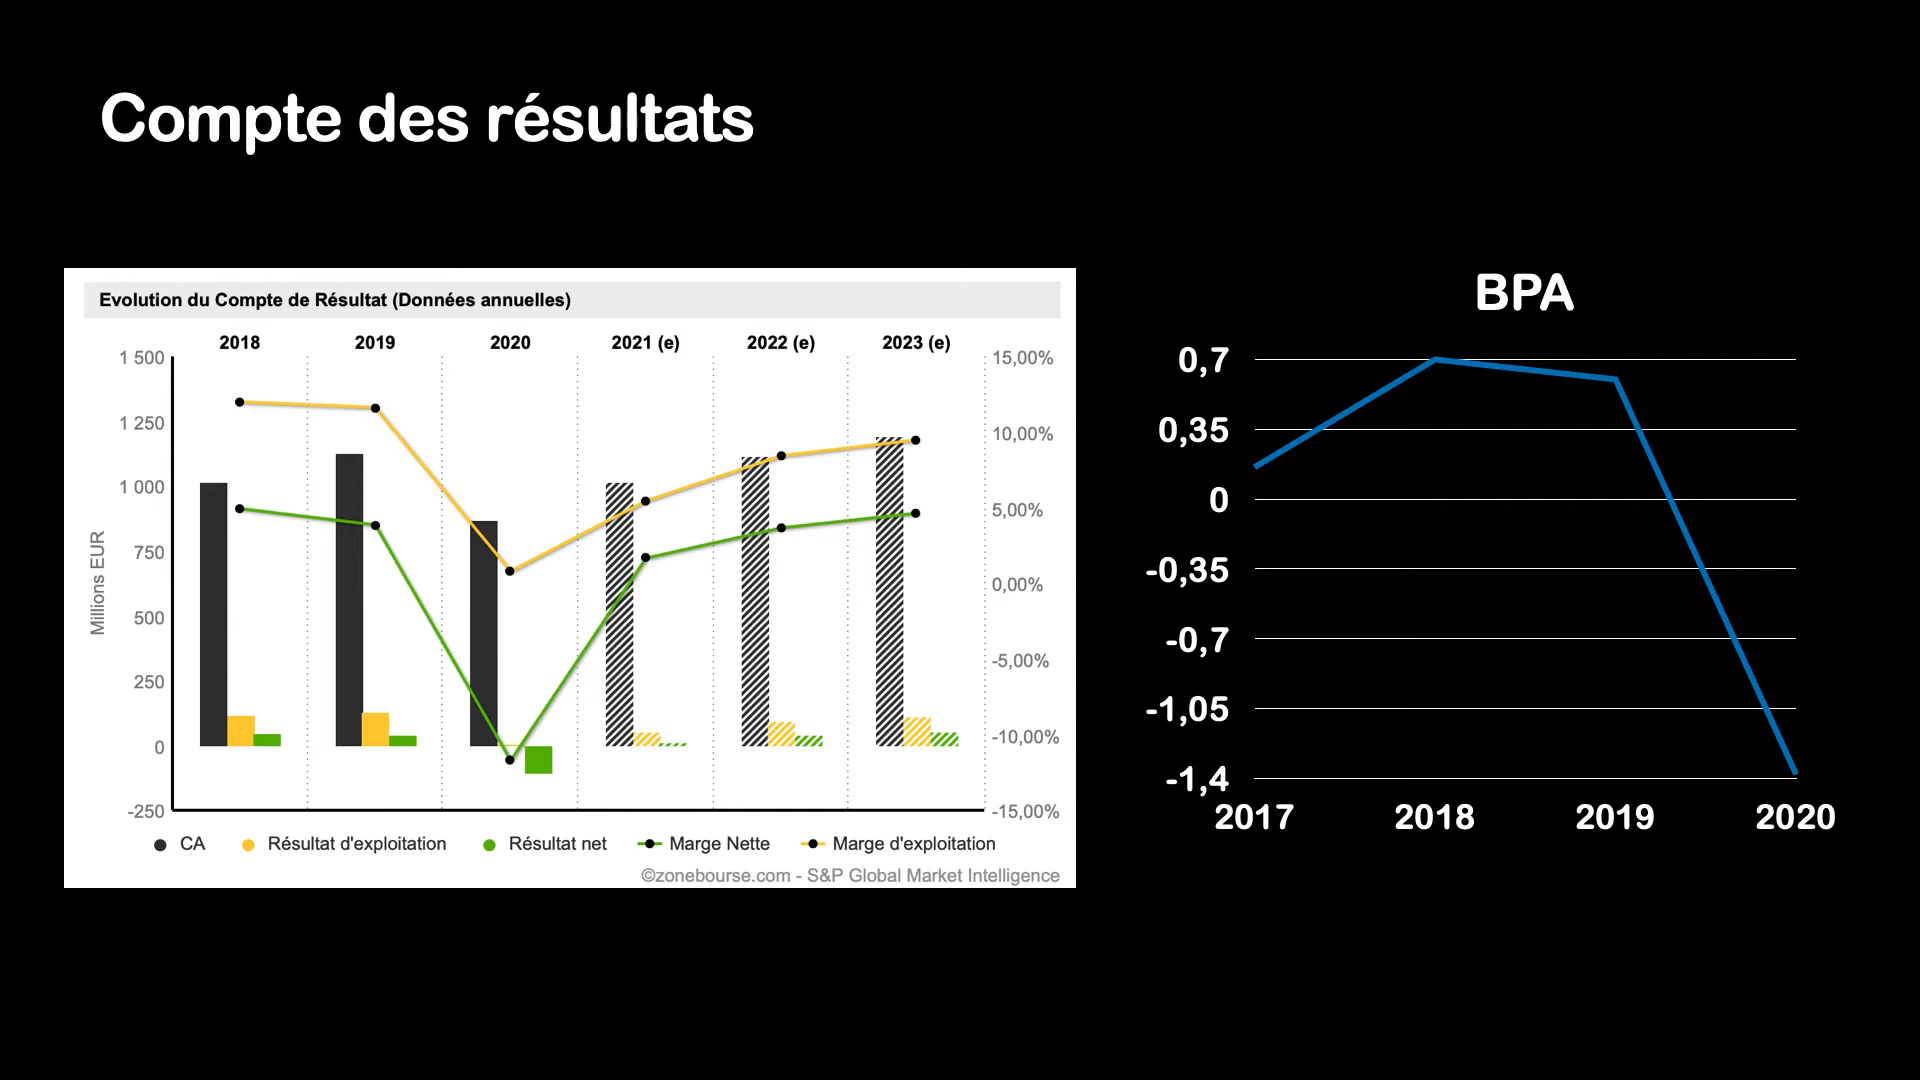 Compte des résultats
Evolution du Compte de Résultat (Données annuelles)
2018 2019 2020 2021 (e) 2022 (e) 2023 (e)
1 500
1 250
1 000
750
500
250
0
-250
Millions EUR
15,00%
10,00%
5,00%
0,00%
-5,00%
-10,00%
-15,00%
CA Résultat d'exploitation Résultat net Marge Nette Marge d'exploitation
©zonebourse.com - S&P Global Market Intelligence
BPA
0,7
0,35
0
-0,35
-0,7
-1,05
-1,4
2017 2018 2019 2020